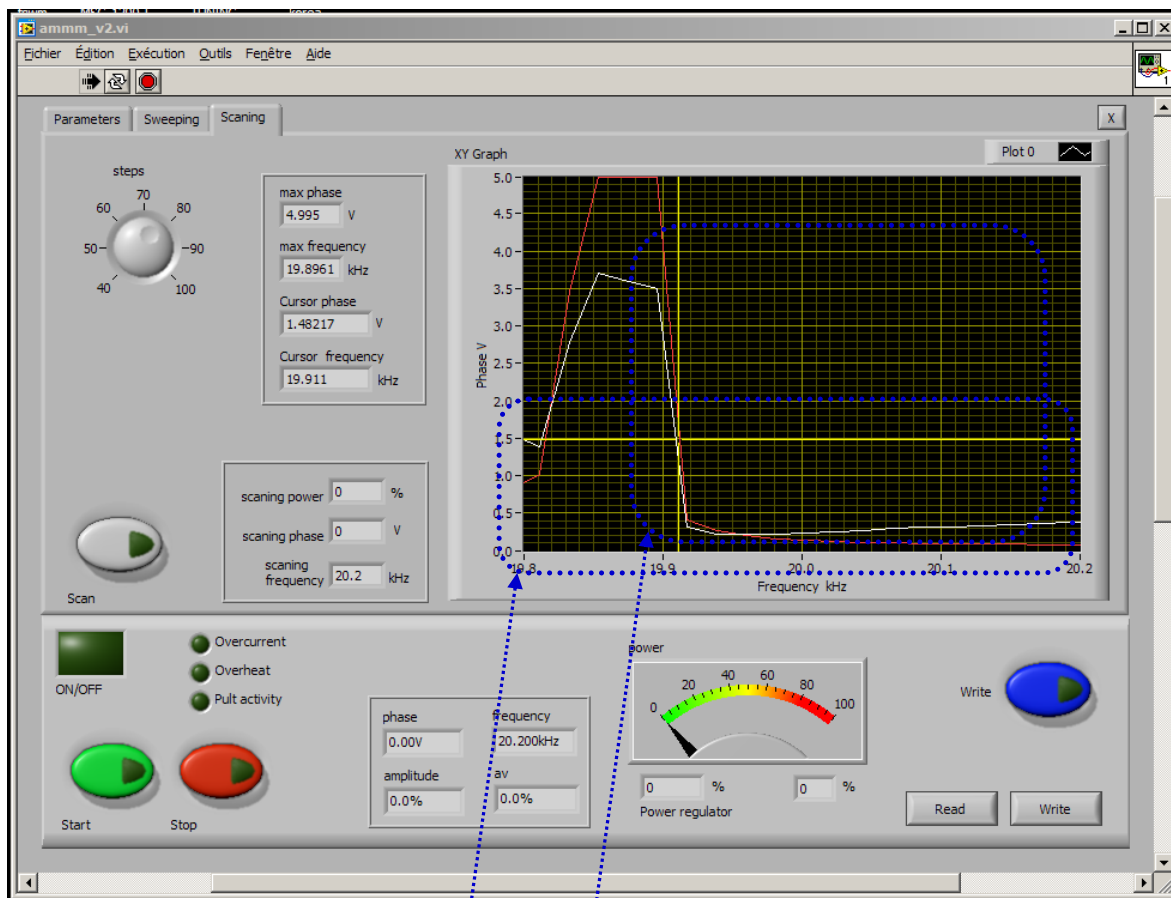 ammm_v2.vi
Fichier Édition Exécution Outils Fenêtre Aide
1
Parameters Sweeping Scaning X
steps
40 50 60 70 80 90 100
max phase
4.995 V
max frequency
19.8961 kHz
Cursor phase
1.48217 V
Cursor frequency
19.911 kHz
XY Graph Plot 0
Phase V
5.0
4.5
4.0
3.5
3.0
2.5
2.0
1.5
1.0
0.5
0.0
19.8 19.9 20.0 20.1 20.2
Frequency kHz
scaning power 0 %
scaning phase 0 V
scaning
frequency 20.2 kHz
Scan
ON/OFF
Overcurrent
Overheat
Pult activity
Start Stop
phase frequency
0.00V 20.200kHz
amplitude av
0.0% 0.0%
power
0 20 40 60 80 100
0 % 0 %
Power regulator
Write
Read Write